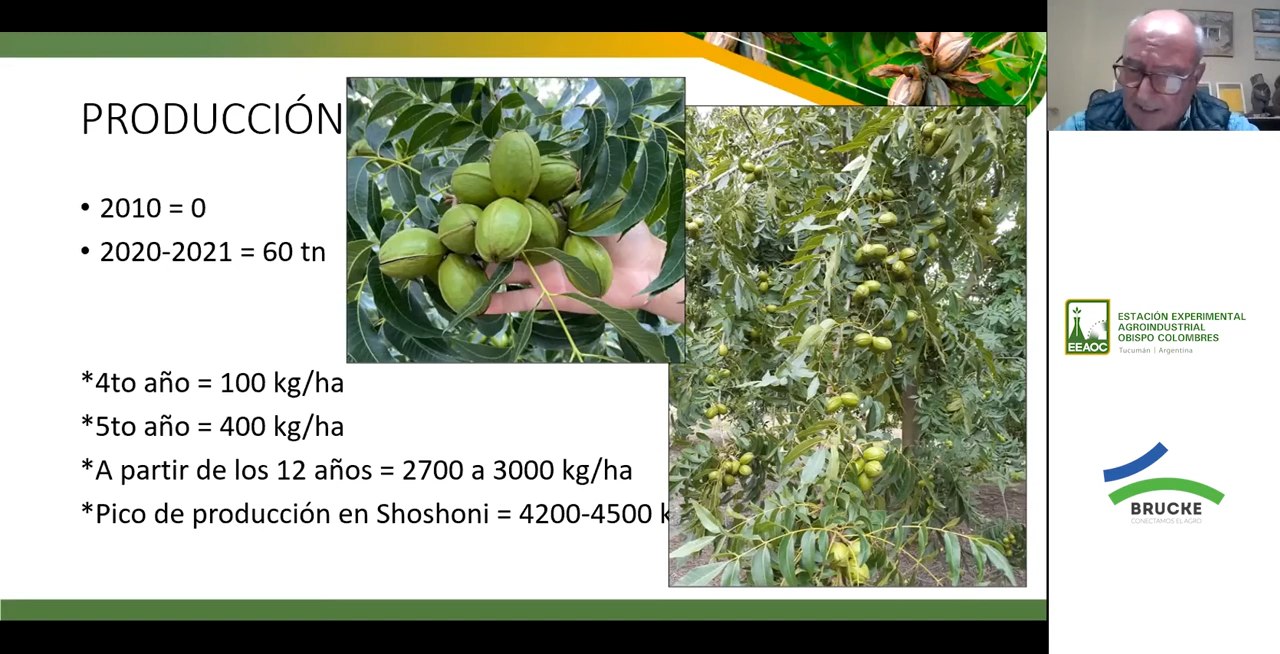 PRODUCCIÓN
• 2010 = 0
• 2020-2021 = 60 tn
*4to año = 100 kg/ha
*5to año = 400 kg/ha
*A partir de los 12 años = 2700 a 3000 kg/ha
*Pico de producción en Shoshoni = 4200-4500 k
EEAOC
ESTACIÓN EXPERIMENTAL
AGROINDUSTRIAL
OBISPO COLOMBRES
Tucumán | Argentina
BRUCKE
CONECTAMOS EL AGRO